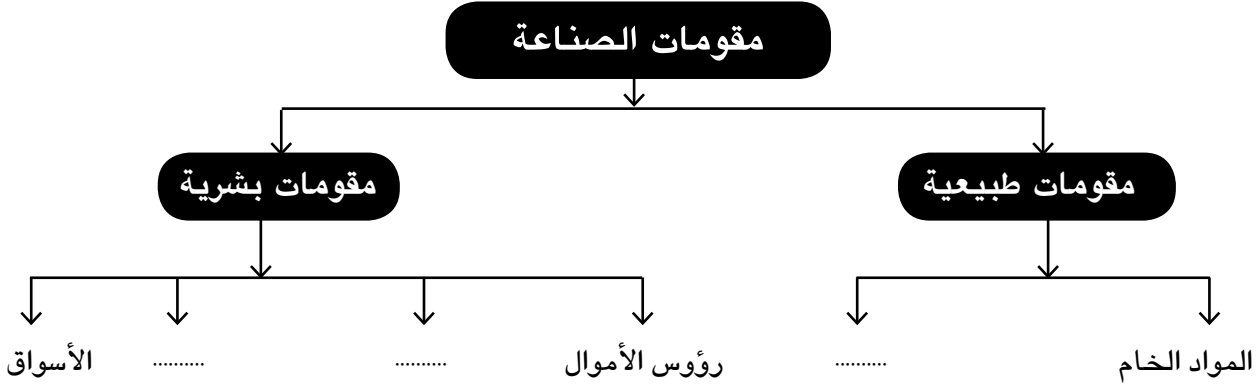 مقومات الصناعة
مقومات طبيعية مقومات بشرية
المواد الخام .......... رؤوس الأموال .......... .......... الأسواق